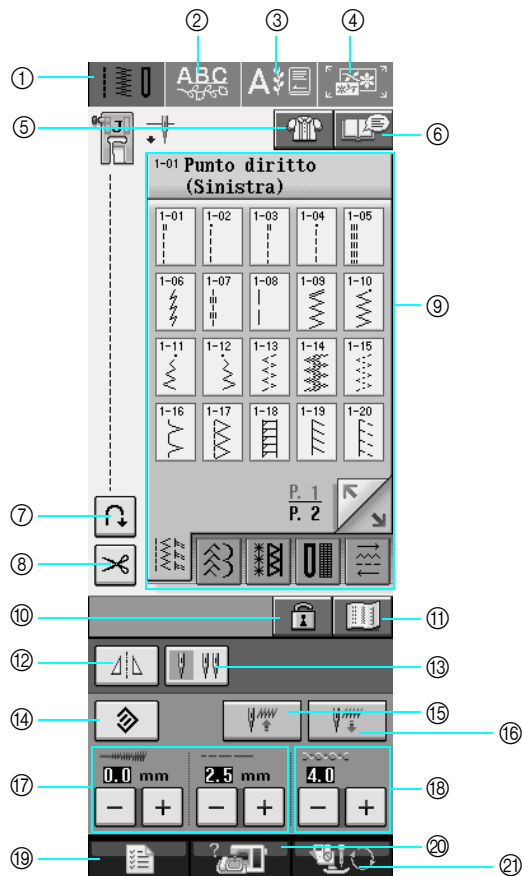 ②
③
④
①
ABC
A
⑤
⑥
J
1-01 Punto diritto
(Sinistra)
1-01 1-02 1-03 1-04 1-05
⑨
1-06 1-07 1-08 1-09 1-10
1-11 1-12 1-13 1-14 1-15
1-16 1-17 1-18 1-19 1-20
P. 1
P. 2
⑦
⑧
⑩
⑪
⑫
⑬
⑭
⑮
⑯
⑰
0.0 mm 2.5 mm 4.0
− + − + − +
⑱
⑲
?
⑳
㉑